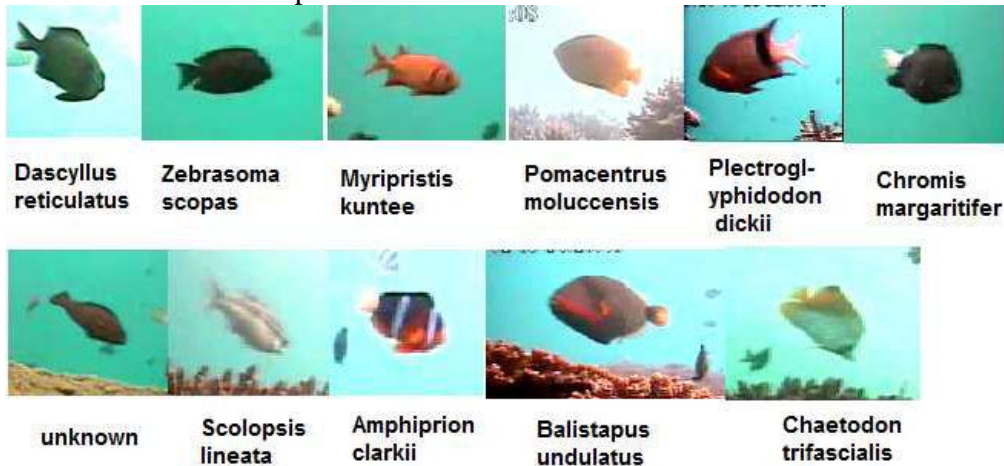 Dascyllus
reticulatus
Zebrasoma
scopas
Myripristis
kuntee
Pomacentrus
moluccensis
Plectrogl-
yphidodon
dickii
Chromis
margaritifer
unknown
Scolopsis
lineata
Amphiprion
clarkii
Balistapus
undulatus
Chaetodon
trifascialis